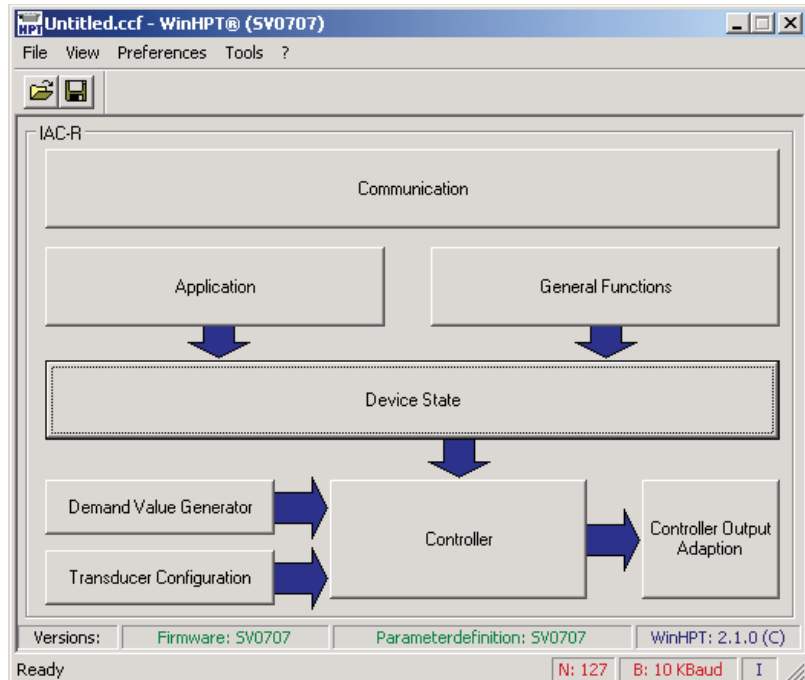 HPT Untitled.ccf - WinHPT® (SV0707)
File View Preferences Tools ?
IAC-R
Communication
Application General Functions
Device State
Demand Value Generator
Transducer Configuration
Controller
Controller Output
Adaption
Versions: Firmware: SV0707 Parameterdefinition: SV0707 WinHPT: 2.1.0 (C)
Ready N: 127 B: 10 KBaud I